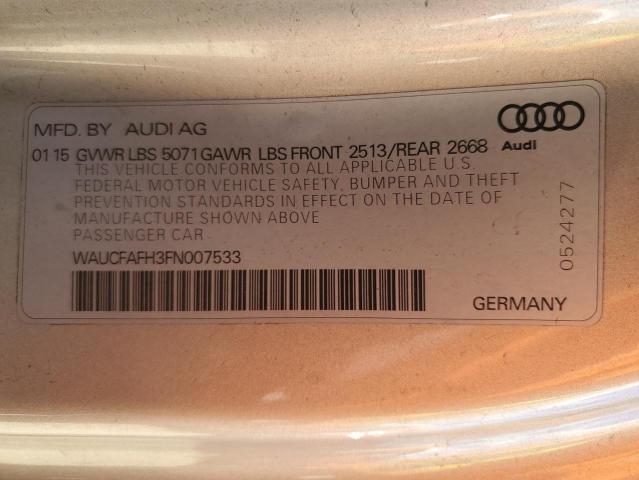 MFD. BY AUDI AG
01 15 GVWR LBS 5071 GAWR LBS FRONT 2513/REAR 2668
Audi
THIS VEHICLE CONFORMS TO ALL APPLICABLE U.S.
FEDERAL MOTOR VEHICLE SAFETY, BUMPER AND THEFT
PREVENTION STANDARDS IN EFFECT ON THE DATE OF
MANUFACTURE SHOWN ABOVE
PASSENGER CAR
WAUCFAFH3FN007533
GERMANY
0524277